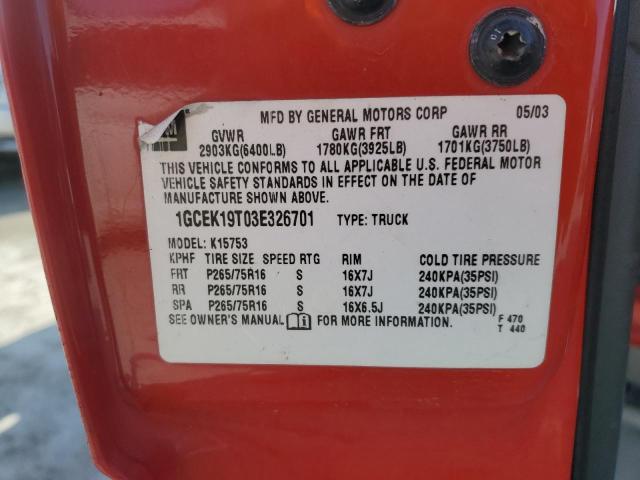 MFD BY GENERAL MOTORS CORP 05/03
GVWR GAWR FRT GAWR RR
2903KG(6400LB) 1780KG(3925LB) 1701KG(3750LB)
THIS VEHICLE CONFORMS TO ALL APPLICABLE U.S. FEDERAL MOTOR
VEHICLE SAFETY STANDARDS IN EFFECT ON THE DATE OF
MANUFACTURE SHOWN ABOVE.
1GCEK19T03E326701 TYPE: TRUCK
MODEL: K15753
KPHF TIRE SIZE SPEED RTG RIM COLD TIRE PRESSURE
FRT P265/75R16 S 16X7J 240KPA(35PSI)
RR P265/75R16 S 16X7J 240KPA(35PSI)
SPA P265/75R16 S 16X6.5J 240KPA(35PSI)
SEE OWNER'S MANUAL FOR MORE INFORMATION. F 470
T 440